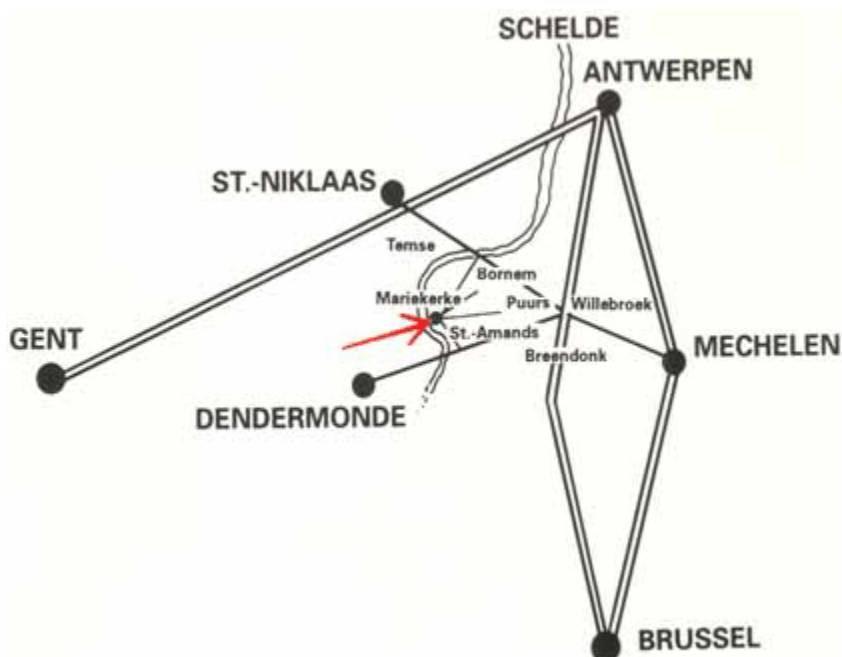 SCHELDE
ANTWERPEN
ST.-NIKLAAS
Temse
Bornem
Mariekerke
Puurs
Willebroek
St.-Amands
GENT
Breendonk
MECHELEN
DENDERMONDE
BRUSSEL